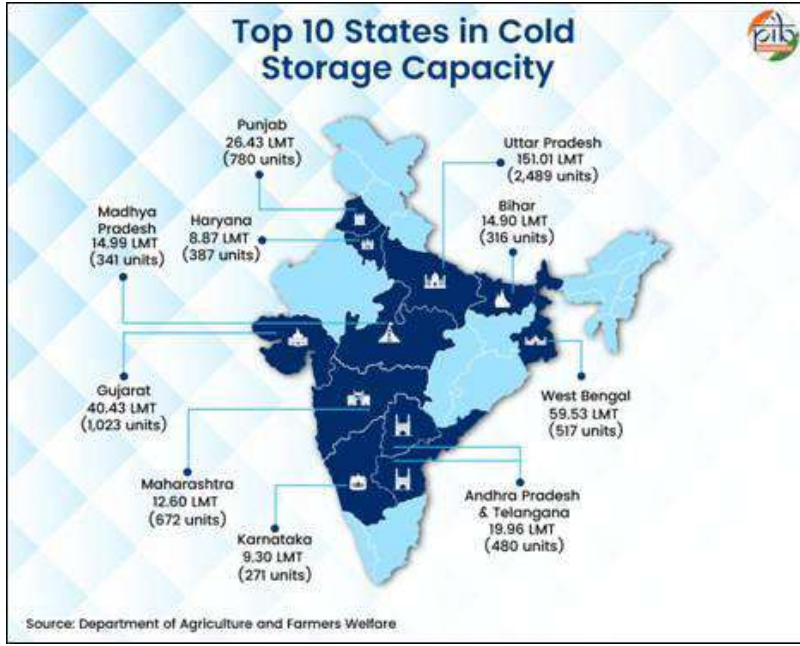 Top 10 States in Cold
Storage Capacity
pib
Punjab
26.43 LMT
(780 units)
Uttar Pradesh
151.01 LMT
(2,489 units)
Madhya
Pradesh
14.99 LMT
(341 units)
Haryana
8.87 LMT
(387 units)
Bihar
14.90 LMT
(316 units)
Gujarat
40.43 LMT
(1,023 units)
West Bengal
59.53 LMT
(517 units)
Maharashtra
12.60 LMT
(672 units)
Andhra Pradesh
& Telangana
19.96 LMT
(480 units)
Karnataka
9.30 LMT
(271 units)
Source: Department of Agriculture and Farmers Welfare